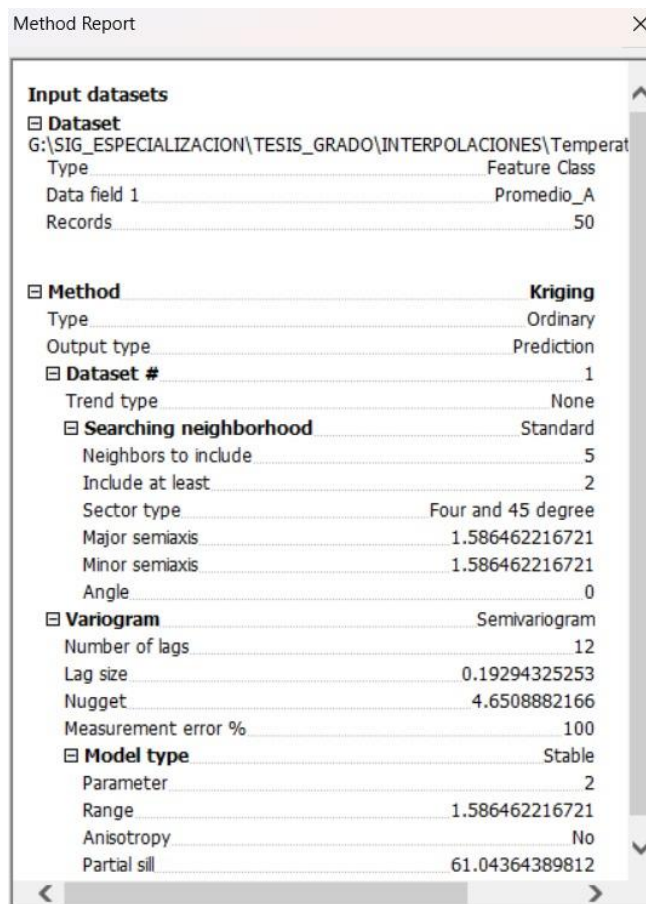 Method Report
Input datasets
Dataset
G:\SIG_ESPECIALIZACION\TESIS_GRADO\INTERPOLACIONES\Temperat
Type Feature Class
Data field 1 Promedio_A
Records 50
Method Kriging
Type Ordinary
Output type Prediction
Dataset # 1
Trend type None
Searching neighborhood Standard
Neighbors to include 5
Include at least 2
Sector type Four and 45 degree
Major semiaxis 1.586462216721
Minor semiaxis 1.586462216721
Angle 0
Variogram Semivariogram
Number of lags 12
Lag size 0.19294325253
Nugget 4.6508882166
Measurement error % 100
Model type Stable
Parameter 2
Range 1.586462216721
Anisotropy No
Partial sill 61.04364389812